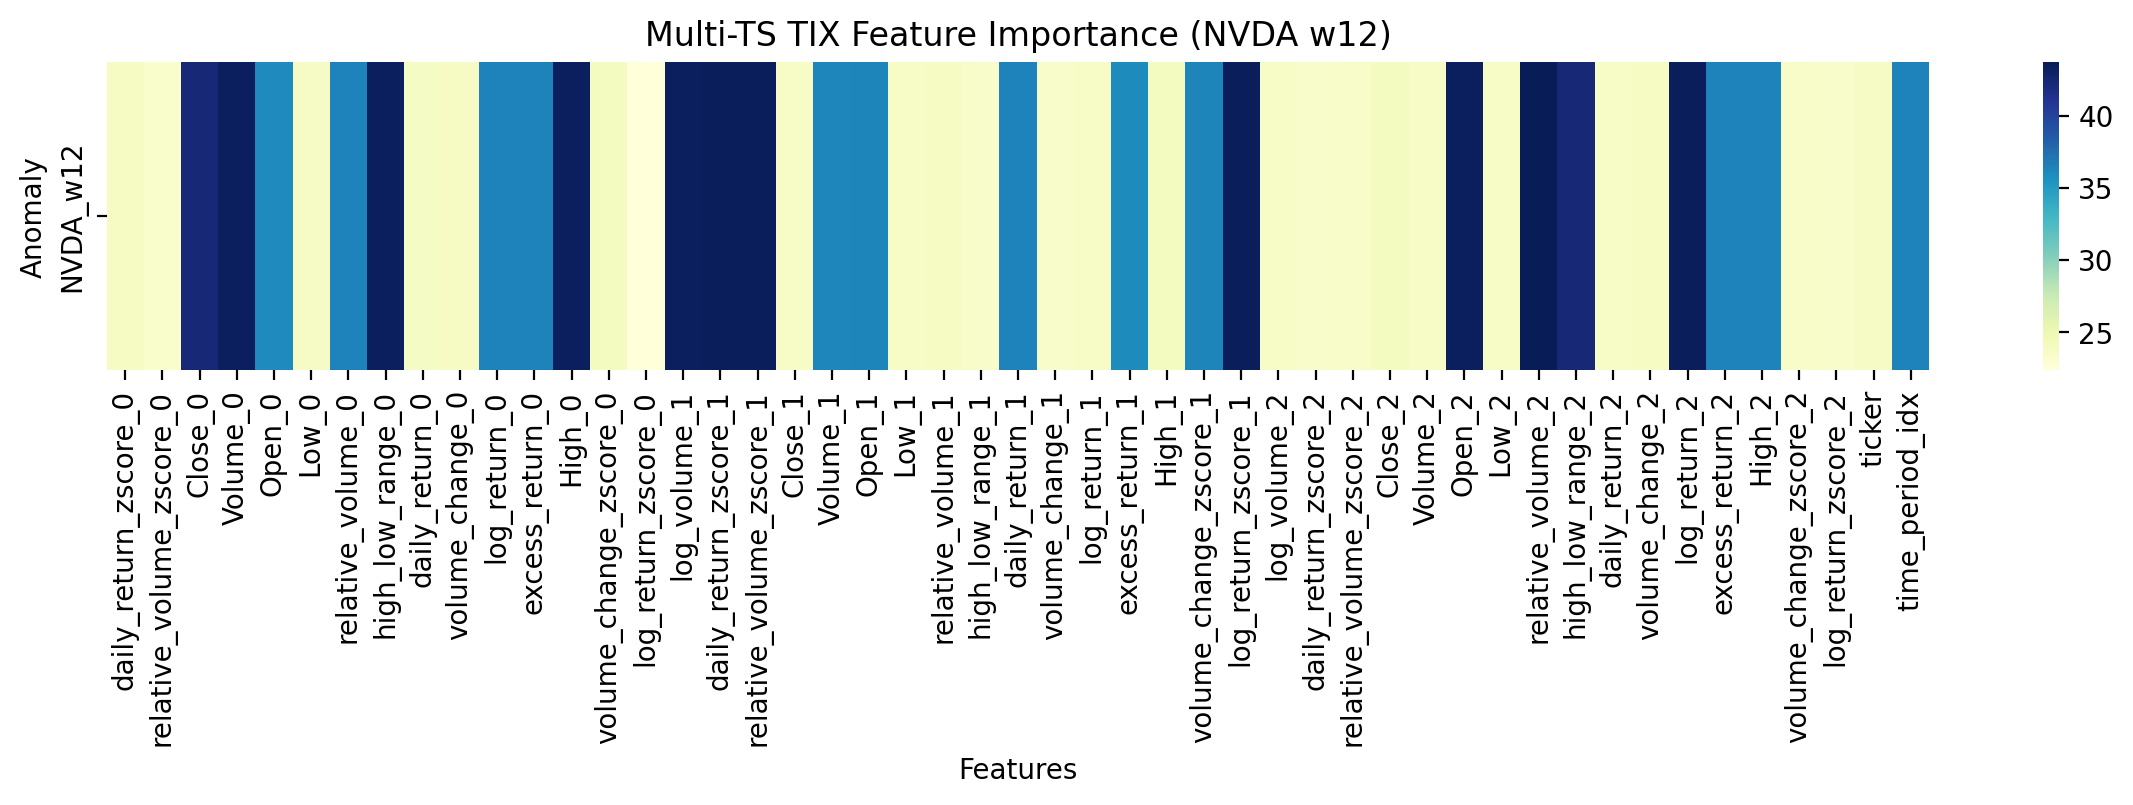 Multi-TS TIX Feature Importance (NVDA w12)
Anomaly
NVDA_w12
40
35
30
25
daily_return_zscore_0
relative_volume_zscore_0
Close_0
Volume_0
Open_0
Low_0
relative_volume_0
high_low_range_0
daily_return_0
volume_change_0
log_return_0
excess_return_0
High_0
volume_change_zscore_0
log_return_zscore_0
log_volume_1
daily_return_zscore_1
relative_volume_zscore_1
Close_1
Volume_1
Open_1
Low_1
relative_volume_1
high_low_range_1
daily_return_1
volume_change_1
log_return_1
excess_return_1
High_1
volume_change_zscore_1
log_return_zscore_1
log_volume_2
daily_return_zscore_2
relative_volume_zscore_2
Close_2
Volume_2
Open_2
Low_2
relative_volume_2
high_low_range_2
daily_return_2
volume_change_2
log_return_2
excess_return_2
High_2
volume_change_zscore_2
log_return_zscore_2
ticker
time_period_idx
Features